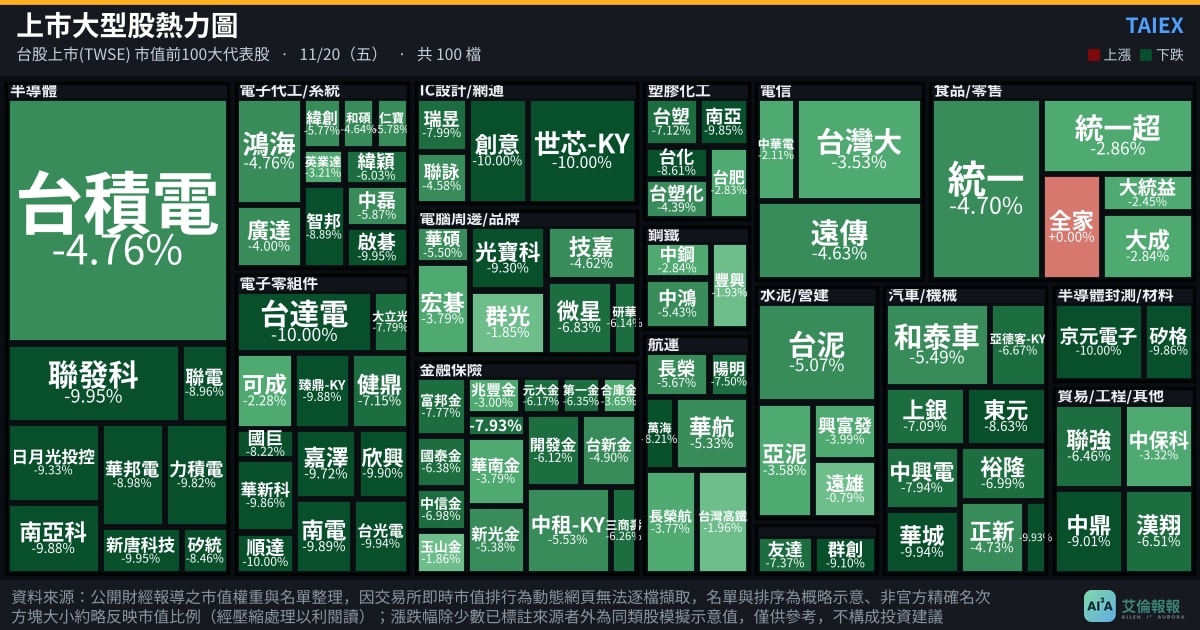 上市大型股熱力圖
台股上市(TWSE) 市值前100大代表股 · 11/20（五） · 共 100 檔
TAIEX
上漲 下跌
半導體
台積電
-4.76%
聯發科
-9.95%
聯電
-8.96%
日月光投控
-9.33%
華邦電
-8.98%
力積電
-9.82%
南亞科
-9.88%
新唐科技
-9.95%
矽統
-8.46%
電子代工/系統
鴻海
-4.76%
緯創
-5.77%
和碩
-4.64%
仁寶
-5.78%
英業達
-3.21%
緯穎
-6.03%
廣達
-4.00%
智邦
-8.89%
中磊
-5.87%
啟碁
-9.95%
電子零組件
台達電
-10.00%
大立光
-7.79%
可成
-2.28%
臻鼎-KY
-9.88%
健鼎
-7.15%
國巨
-8.22%
華新科
-9.86%
嘉澤
-9.72%
欣興
-9.90%
順達
-10.00%
南電
-9.89%
台光電
-9.94%
IC設計/網通
瑞昱
-7.99%
創意
-10.00%
世芯-KY
-10.00%
聯詠
-4.58%
電腦周邊/品牌
華碩
-5.50%
光寶科
-9.30%
技嘉
-4.62%
宏碁
-3.79%
群光
-1.85%
微星
-6.83%
研華
-6.14%
金融保險
富邦金
-7.77%
兆豐金
-3.00%
元大金
-6.17%
第一金
-6.35%
合庫金
-3.65%
-7.93%
開發金
-6.12%
台新金
-4.90%
國泰金
-6.38%
華南金
-3.79%
中信金
-6.98%
玉山金
-1.86%
新光金
-5.38%
中租-KY
-5.53%
三商壽
-6.26%
塑膠化工
台塑
-7.12%
南亞
-9.85%
台化
-8.61%
台肥
-2.83%
台塑化
-4.39%
鋼鐵
中鋼
-2.84%
豐興
-1.93%
中鴻
-5.43%
航運
長榮
-5.67%
陽明
-7.50%
萬海
-8.21%
華航
-5.33%
長榮航
-3.77%
台灣高鐵
-1.96%
電信
中華電
-2.11%
台灣大
-3.53%
遠傳
-4.63%
水泥/營建
台泥
-5.07%
亞泥
-3.58%
興富發
-3.99%
遠雄
-0.79%
友達
-7.37%
群創
-9.10%
食品/零售
統一
-4.70%
統一超
-2.86%
全家
+0.00%
大統益
-2.45%
大成
-2.84%
汽車/機械
和泰車
-5.49%
亞德客-KY
-6.67%
上銀
-7.09%
東元
-8.63%
中興電
-7.94%
裕隆
-6.99%
華城
-9.94%
正新
-4.73%
-9.93%
半導體封測/材料
京元電子
-10.00%
矽格
-9.86%
貿易/工程/其他
聯強
-6.46%
中保科
-3.32%
中鼎
-9.01%
漢翔
-6.51%
資料來源：公開財經報導之市值權重與名單整理，因交易所即時市值排行為動態網頁無法逐檔擷取，名單與排序為概略示意、非官方精確名次
方塊大小約略反映市值比例（經壓縮處理以利閱讀）；漲跌幅除少數已標註來源者外為同類股模擬示意值，僅供參考，不構成投資建議
艾倫報報